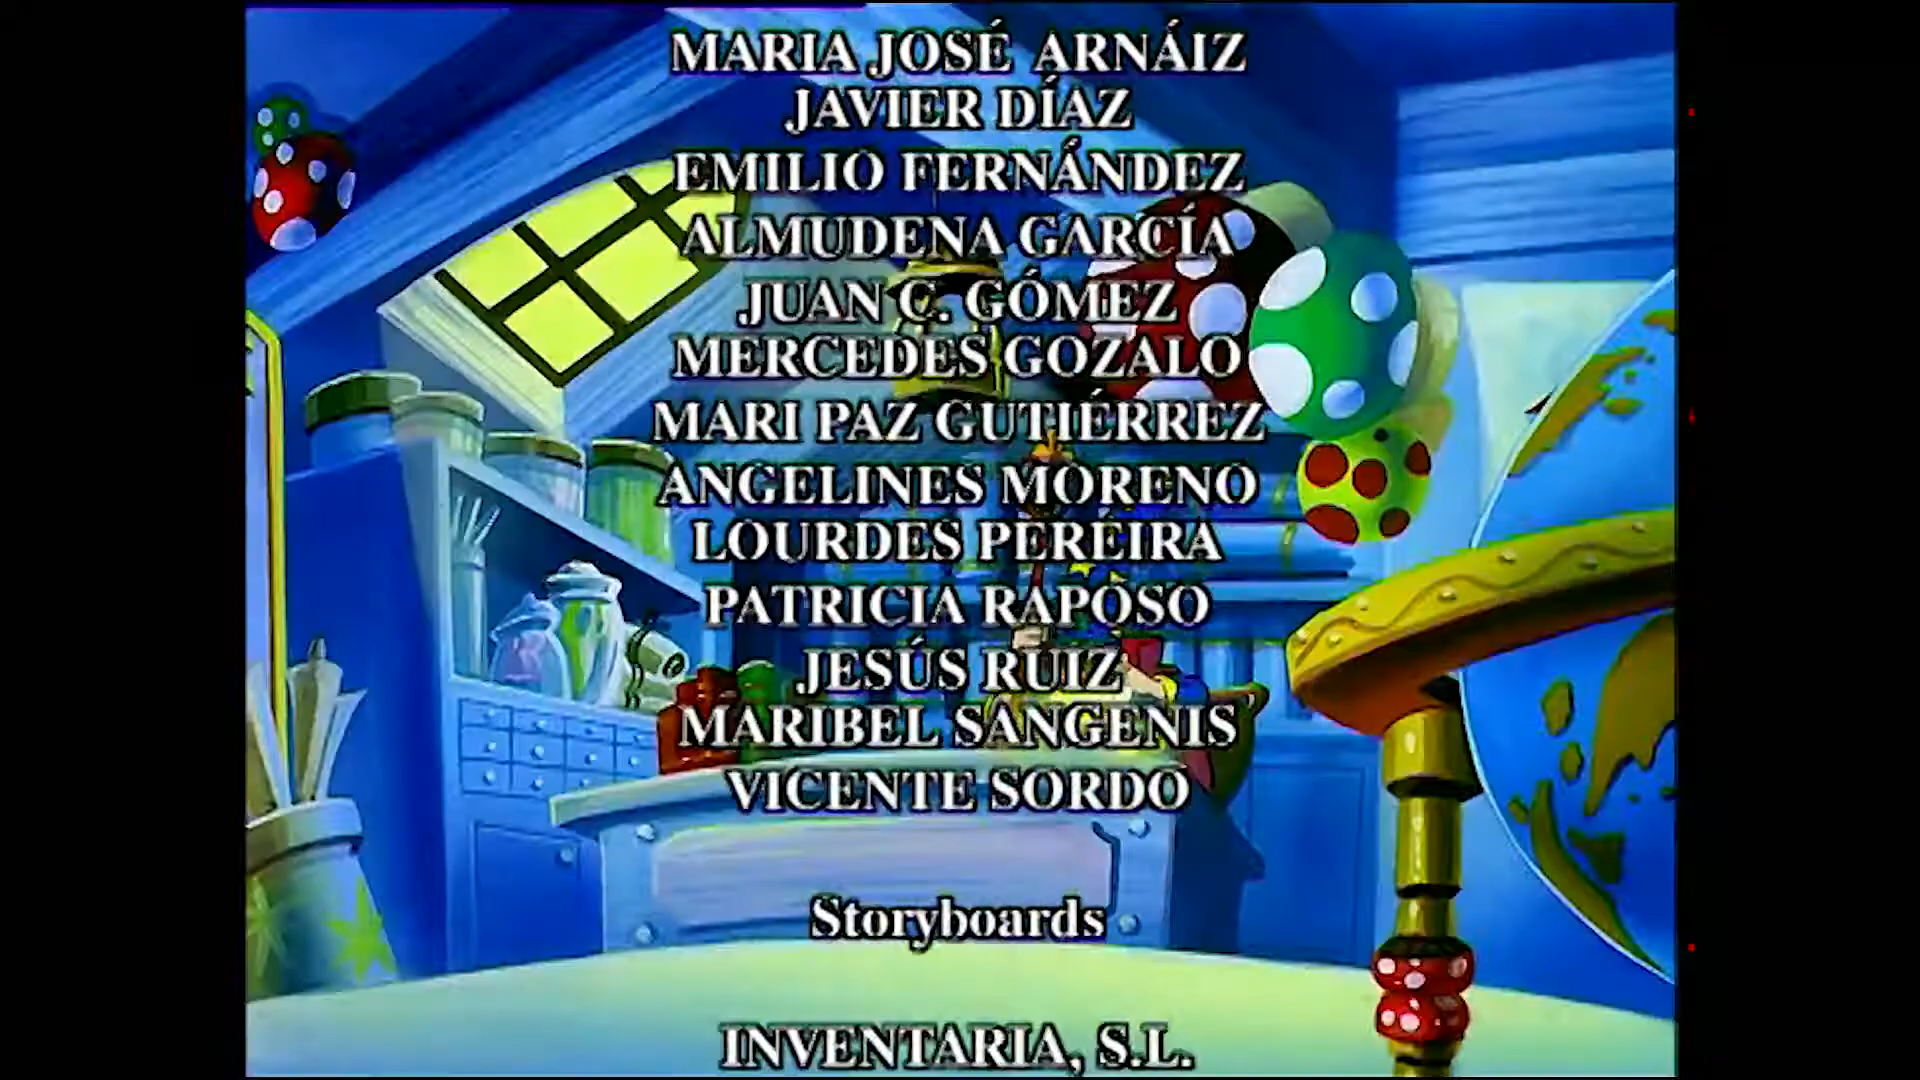 MARIA JOSÉ ARNÁIZ
JAVIER DÍAZ
EMILIO FERNÁNDEZ
ALMUDENA GARCÍA
JUAN C. GÓMEZ
MERCEDES GOZALO
MARI PAZ GUTIÉRREZ
ANGELINES MORENO
LOURDES PEREIRA
PATRICIA RAPOSO
JESÚS RUIZ
MARIBEL SANGENIS
VICENTE SORDO
Storyboards
INVENTARIA, S.L.